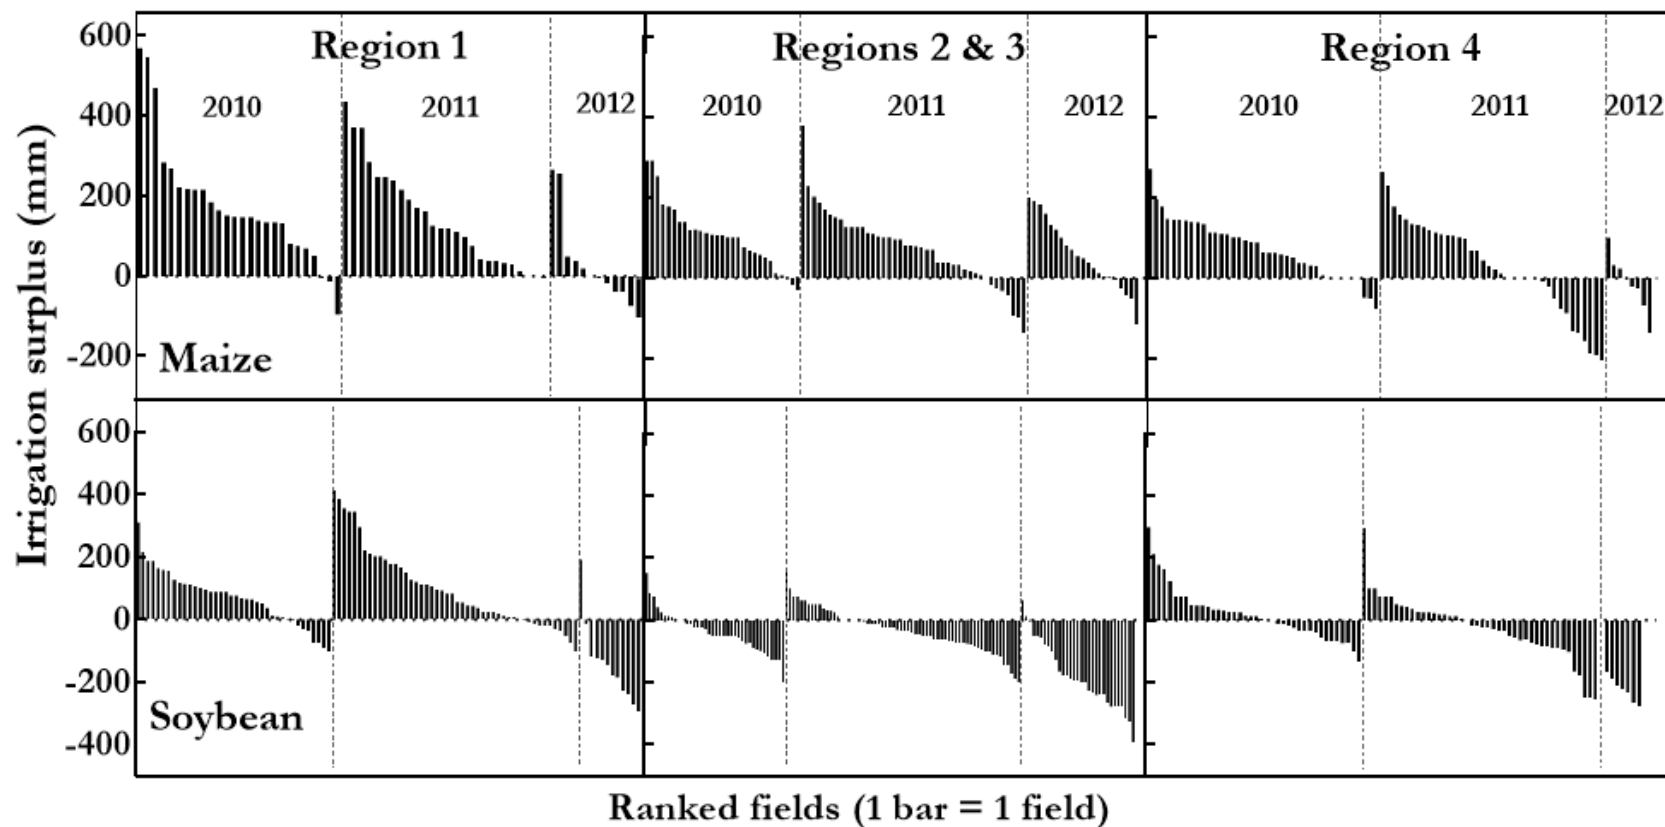 Irrigation surplus (mm)
600
400
200
0
-200
Region 1
2010
2011
2012
Maize
Regions 2 & 3
2010
2011
2012
Region 4
2010
2011
2012
600
400
200
0
-200
-400
Soybean
Ranked fields (1 bar = 1 field)